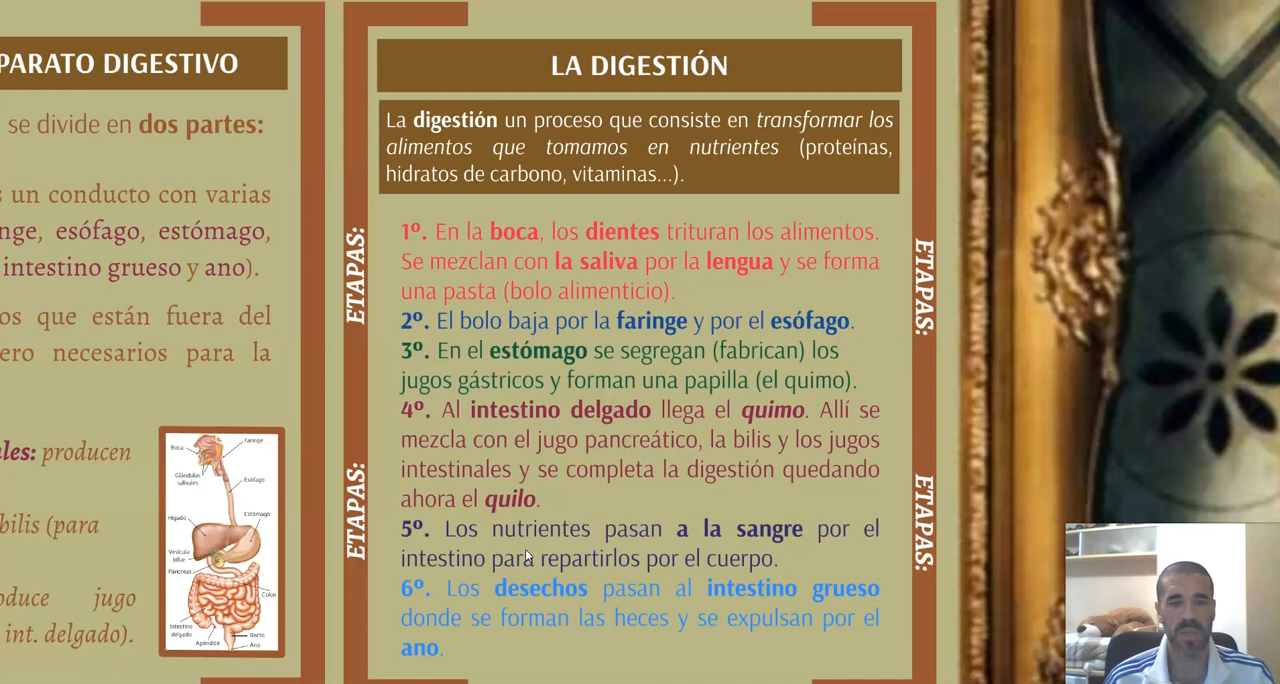 PARATO DIGESTIVO
se divide en dos partes:
s un conducto con varias
nge, esófago, estómago,
intestino grueso y ano).
os que están fuera del
ero necesarios para la
ales: producen
bilis (para
oduce jugo
int. delgado).
Boca
Faringe
Glándulas
salivales
Esófago
Hígado
Estómago
Vesícula
biliar
Páncreas
Colon
Intestino
delgado
Recto
Apéndice
Ano
ETAPAS:
ETAPAS:
LA DIGESTIÓN
La digestión un proceso que consiste en transformar los
alimentos que tomamos en nutrientes (proteínas,
hidratos de carbono, vitaminas...).
1º. En la boca, los dientes trituran los alimentos.
Se mezclan con la saliva por la lengua y se forma
una pasta (bolo alimenticio).
2º. El bolo baja por la faringe y por el esófago.
3º. En el estómago se segregan (fabrican) los
jugos gástricos y forman una papilla (el quimo).
4º. Al intestino delgado llega el quimo. Allí se
mezcla con el jugo pancreático, la bilis y los jugos
intestinales y se completa la digestión quedando
ahora el quilo.
5º. Los nutrientes pasan a la sangre por el
intestino para repartirlos por el cuerpo.
6º. Los desechos pasan al intestino grueso
donde se forman las heces y se expulsan por el
ano.
ETAPAS:
ETAPAS: